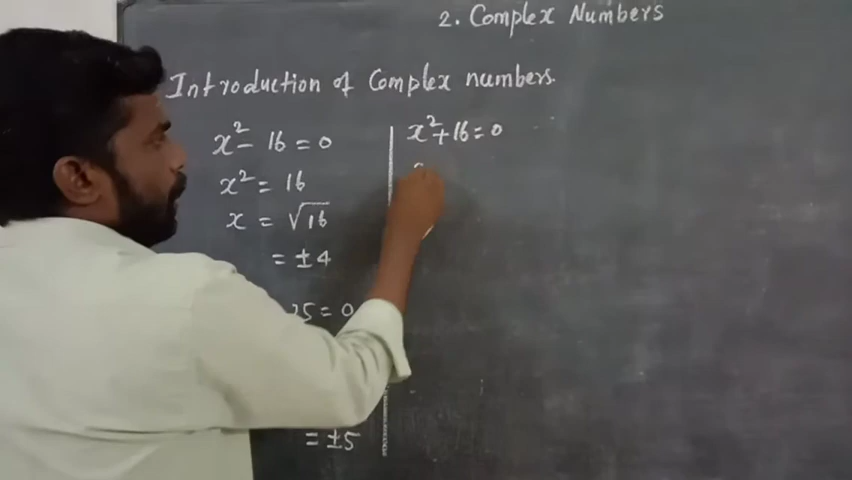 2. Complex Numbers
Introduction of Complex numbers.
x² - 16 = 0
x² = 16
x = √16
= ±4
25 = 0
= ±5
x² + 16 = 0